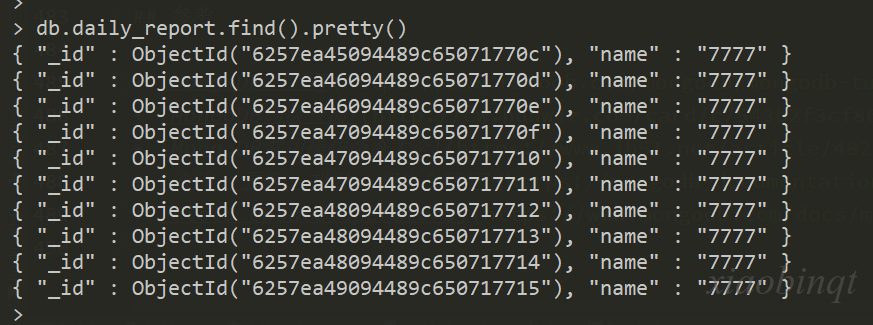 >
> db.daily_report.find().pretty()
{ "_id" : ObjectId("6257ea45094489c65071770c"), "name" : "7777" }
{ "_id" : ObjectId("6257ea46094489c65071770d"), "name" : "7777" }
{ "_id" : ObjectId("6257ea46094489c65071770e"), "name" : "7777" }
{ "_id" : ObjectId("6257ea47094489c65071770f"), "name" : "7777" }
{ "_id" : ObjectId("6257ea47094489c650717710"), "name" : "7777" }
{ "_id" : ObjectId("6257ea47094489c650717711"), "name" : "7777" }
{ "_id" : ObjectId("6257ea48094489c650717712"), "name" : "7777" }
{ "_id" : ObjectId("6257ea48094489c650717713"), "name" : "7777" }
{ "_id" : ObjectId("6257ea48094489c650717714"), "name" : "7777" }
{ "_id" : ObjectId("6257ea49094489c650717715"), "name" : "7777" }
xiaobinqt
>